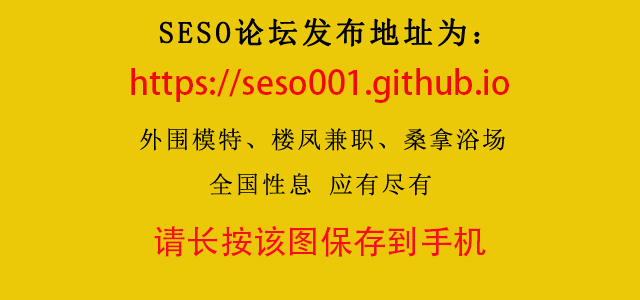 SESO论坛发布地址为：
https://seso001.github.io
外围模特、楼凤兼职、桑拿浴场
全国性息 应有尽有
请长按该图保存到手机